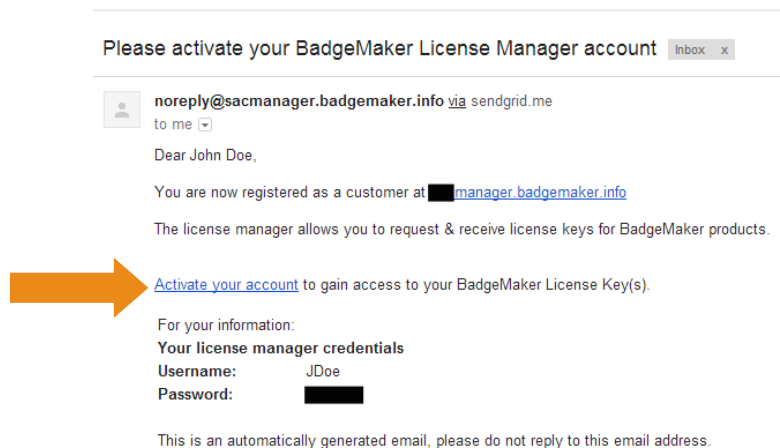 Please activate your BadgeMaker License Manager account Inbox x
noreply@sacmanager.badgemaker.info via sendgrid.me
to me
Dear John Doe,
You are now registered as a customer at manager.badgemaker.info
The license manager allows you to request & receive license keys for BadgeMaker products.
Activate your account to gain access to your BadgeMaker License Key(s).
For your information:
Your license manager credentials
Username: JDoe
Password:
This is an automatically generated email, please do not reply to this email address.